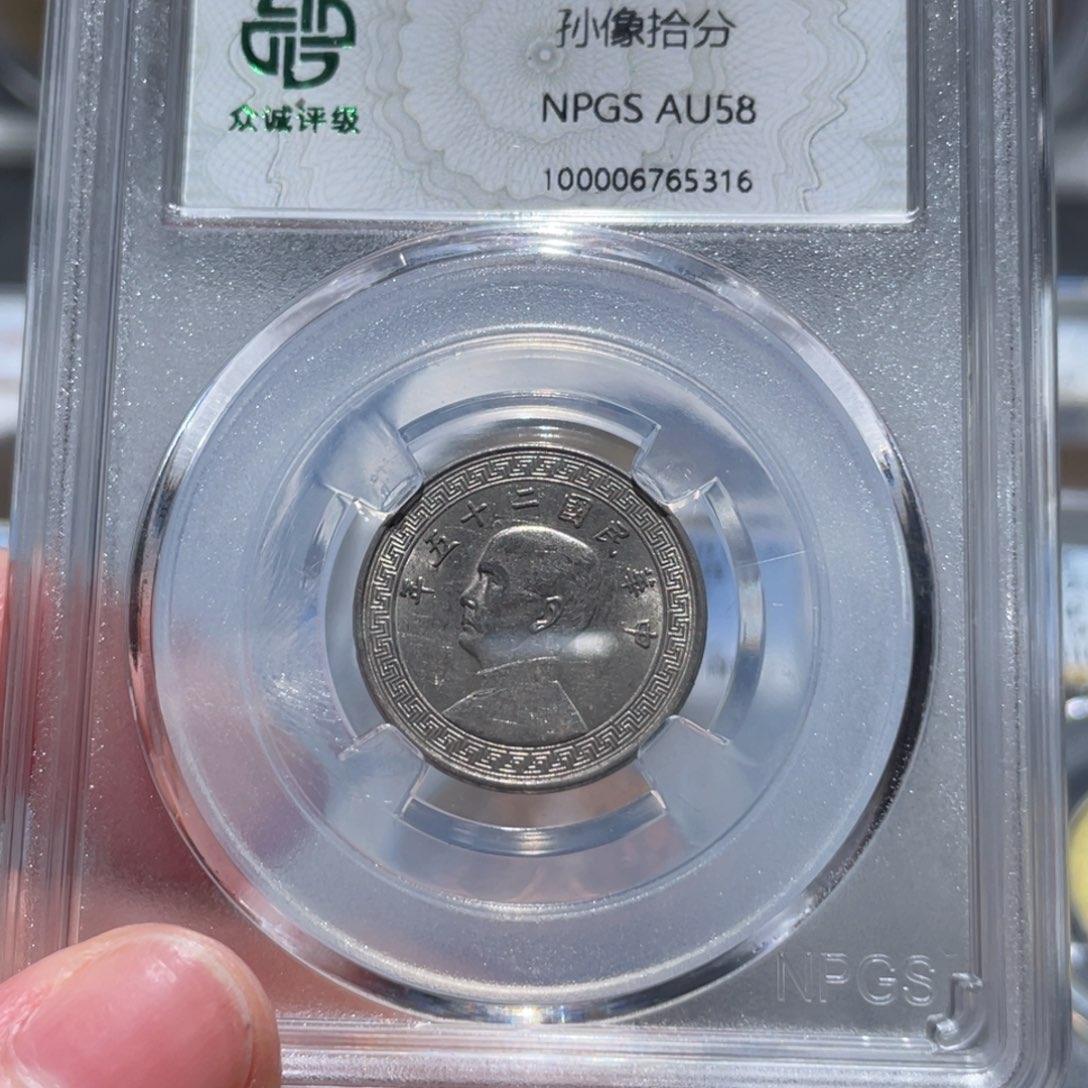 孙像拾分
众诚评级
NPGS AU58
100006765316
中華民國二十五年
NPGS